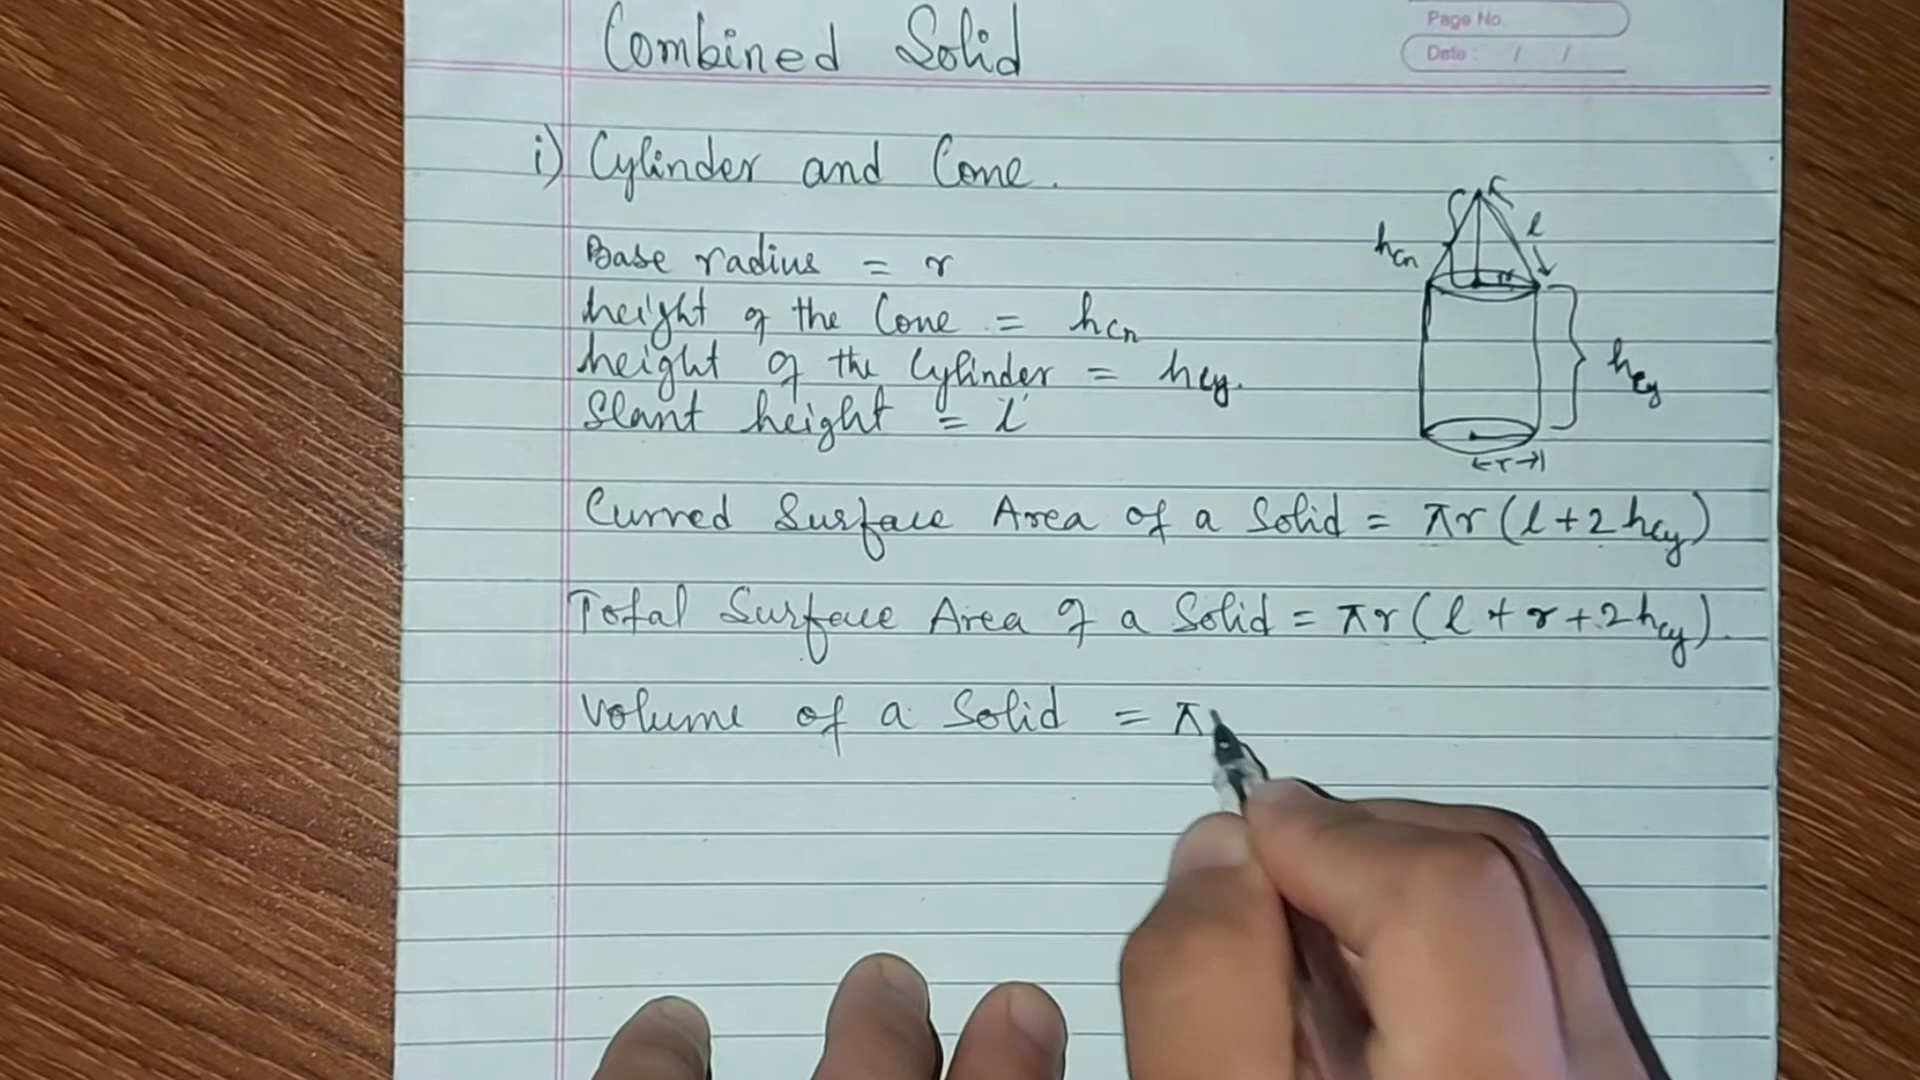 Page No.
Date : / /
Combined Solid
i) Cylinder and Cone.
Base radius = r
height of the Cone = hcn
height of the Cylinder = hcy.
Slant height = l
hcn
l
r
hcy
r
Curved Surface Area of a Solid = πr(l+2hcy)
Total Surface Area of a Solid = πr(l+r+2hcy).
Volume of a Solid = π